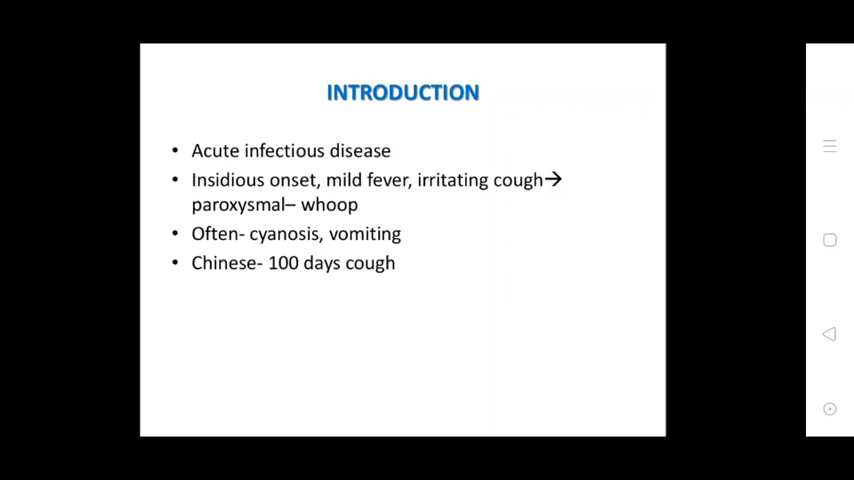 INTRODUCTION
• Acute infectious disease
• Insidious onset, mild fever, irritating cough→
paroxysmal– whoop
• Often- cyanosis, vomiting
• Chinese- 100 days cough